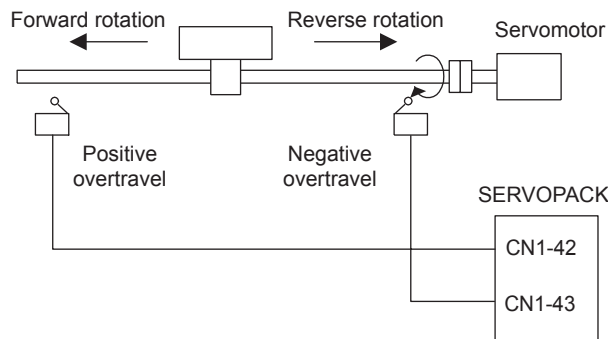 Forward rotation
Reverse rotation
Servomotor
Positive
overtravel
Negative
overtravel
SERVOPACK
CN1-42
CN1-43